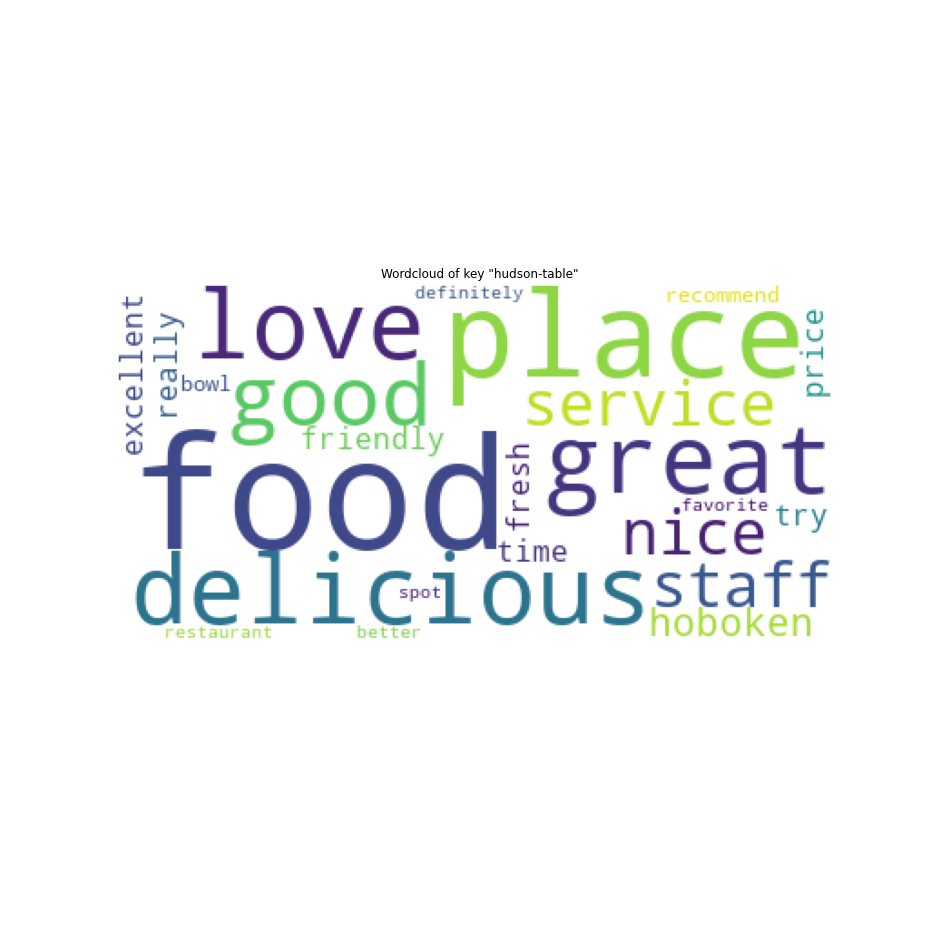 Wordcloud of key "hudson-table"
definitely
recommend
love
place
excellent
really
price
bowl
good
service
friendly
food
great
fresh
favorite
try
nice
time
delicious
spot
staff
hoboken
restaurant
better